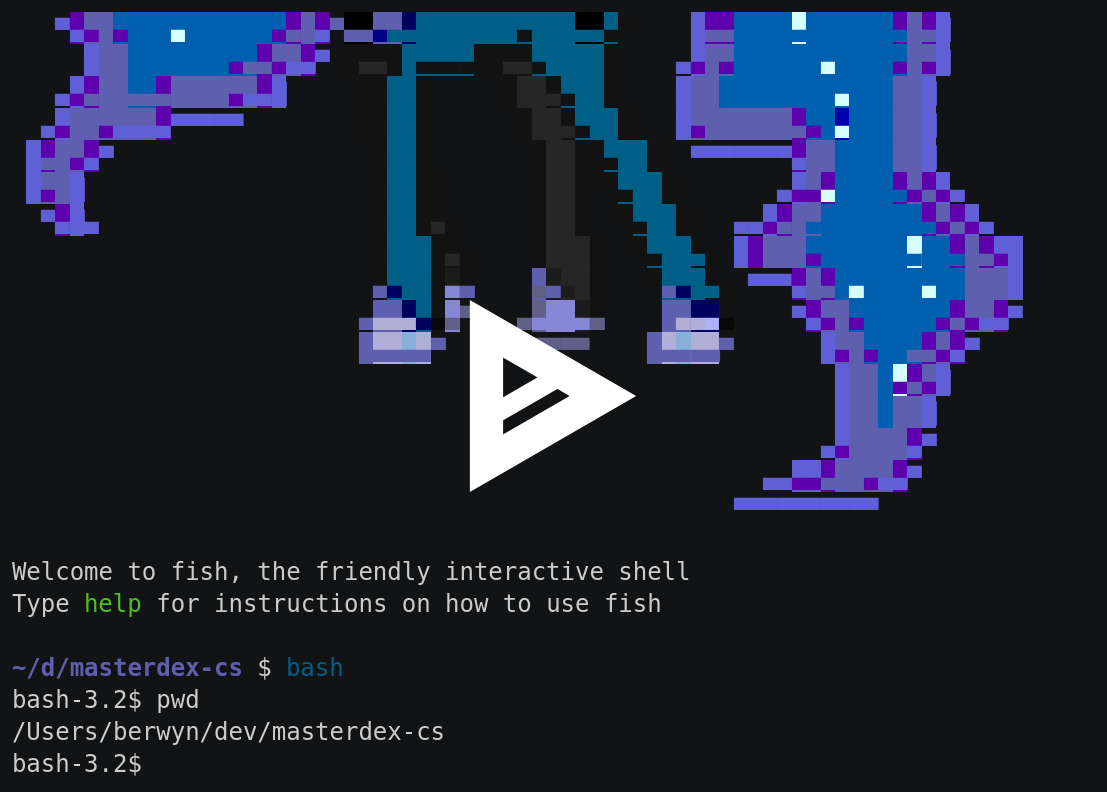 Welcome to fish, the friendly interactive shell
Type help for instructions on how to use fish
~/d/masterdex-cs $ bash
bash-3.2$ pwd
/Users/berwyn/dev/masterdex-cs
bash-3.2$